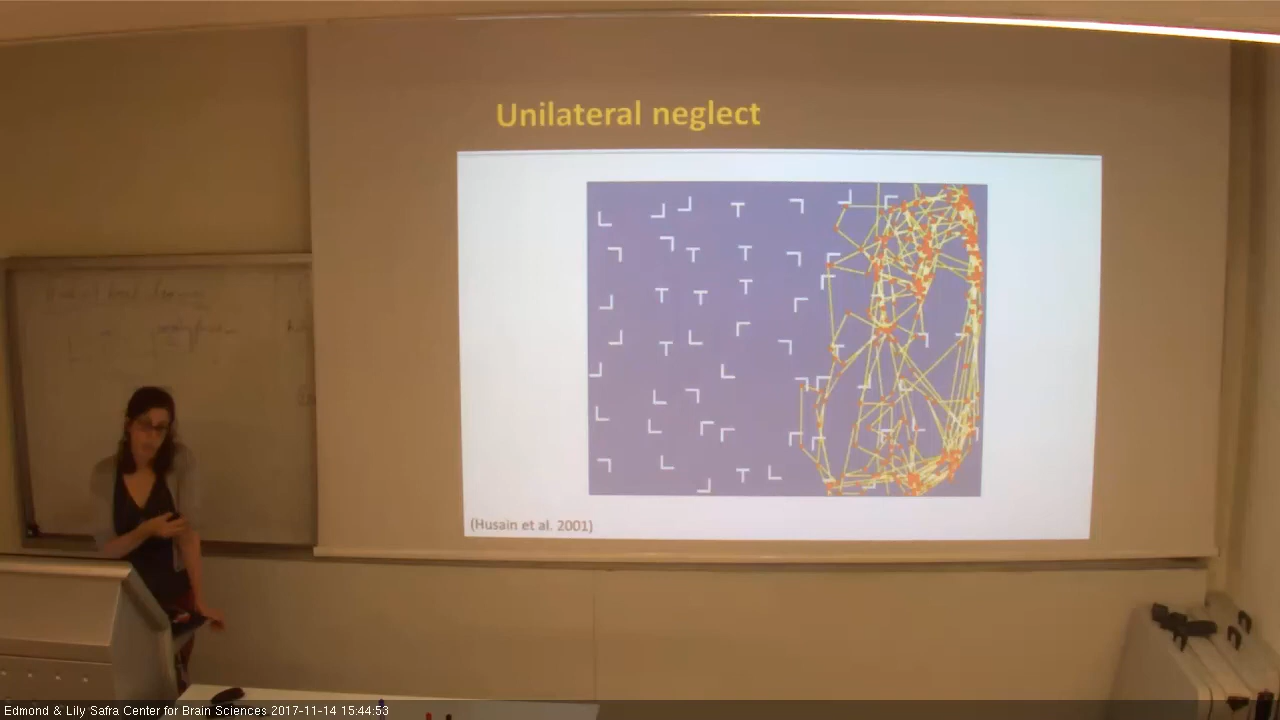 Unilateral neglect
(Husain et al. 2001)
Edmond & Lily Safra Center for Brain Sciences 2017-11-14 15:44:53